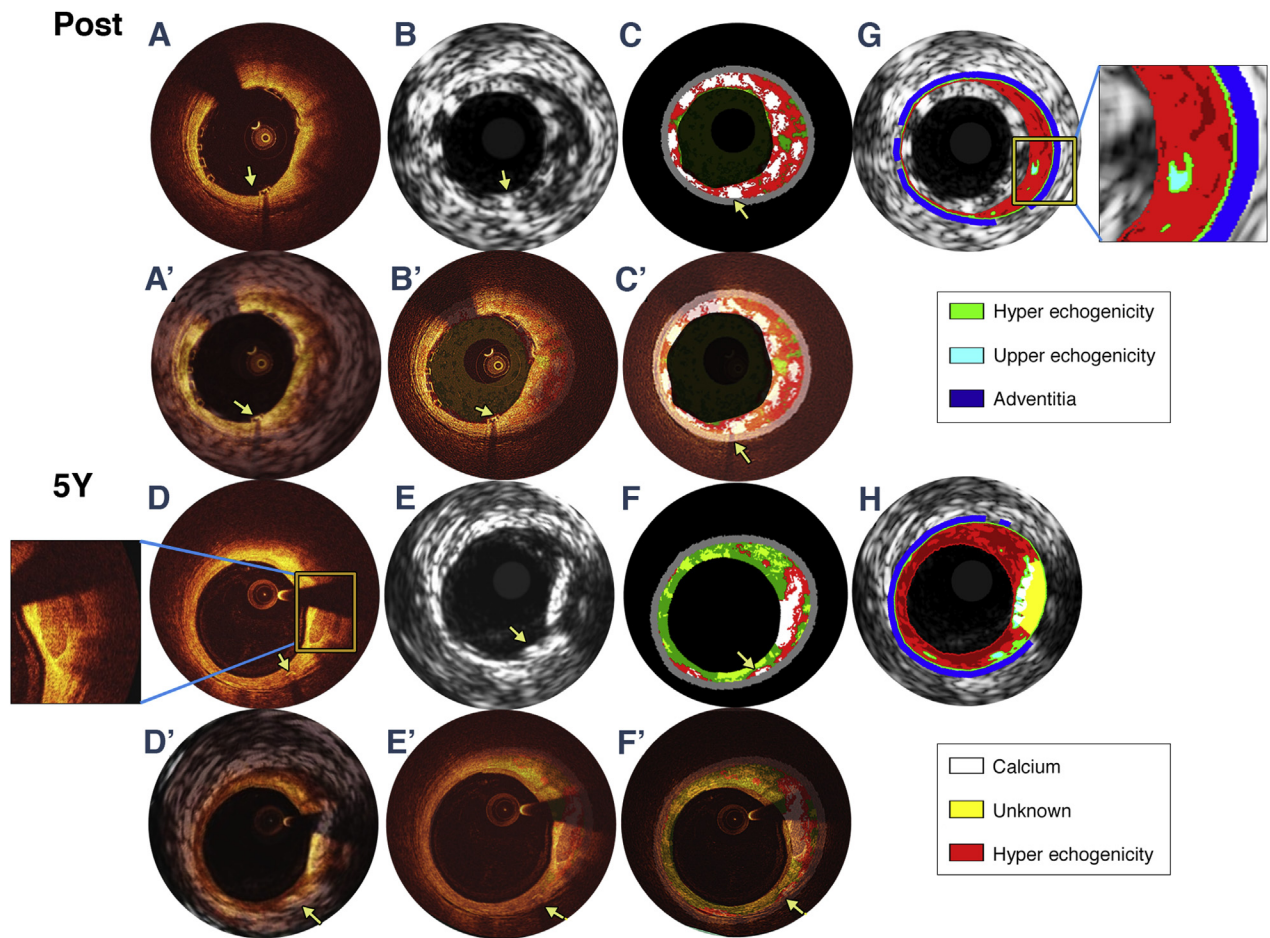 Post
A
B
C
G
A’
B’
C’
Hyper echogenicity
Upper echogenicity
Adventitia
5Y
D
E
F
H
D’
E’
F’
Calcium
Unknown
Hyper echogenicity